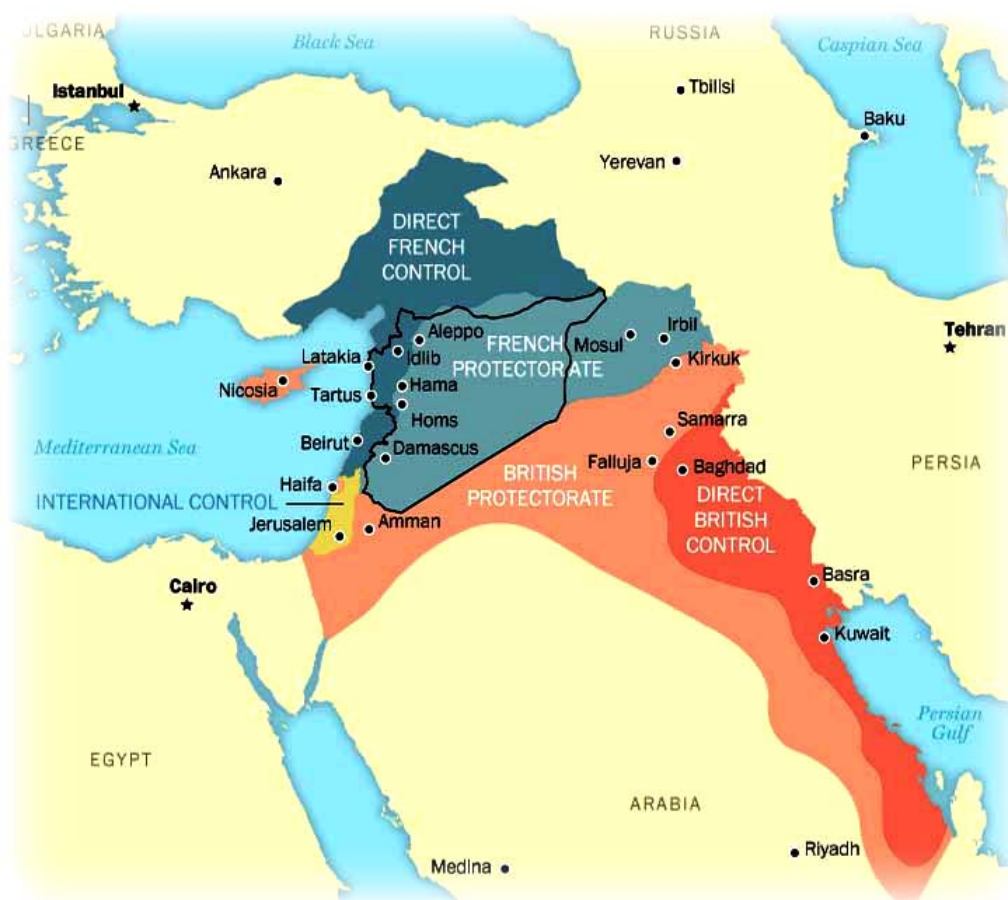 Black Sea
RUSSIA
Caspian Sea
Istanbul
Tbilisi
Baku
GREECE
Ankara
Yerevan
DIRECT
FRENCH
CONTROL
Aleppo
Idlib
FRENCH
PROTECTORATE
Mosul
Irbil
Kirkuk
Tehran
Latakia
Nicosia
Tartus
Hama
Homs
Samarra
Mediterranean Sea
Beirut
Damascus
Falluja
Baghdad
PERSIA
Haifa
BRITISH
PROTECTORATE
INTERNATIONAL CONTROL
DIRECT
BRITISH
CONTROL
Jerusalem
Amman
Cairo
Basra
Kuwait
Persian
Gulf
EGYPT
ARABIA
Medina
Riyadh